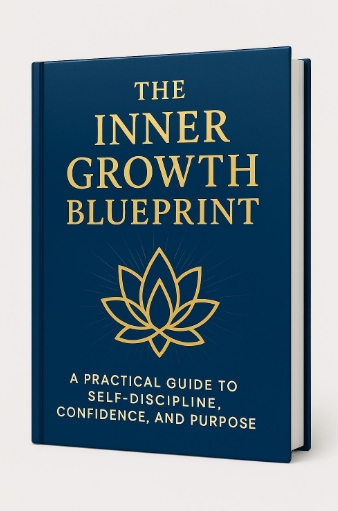 THE
INNER
GROWTH
BLUEPRINT
A PRACTICAL GUIDE TO
SELF-DISCIPLINE,
CONFIDENCE, AND PURPOSE